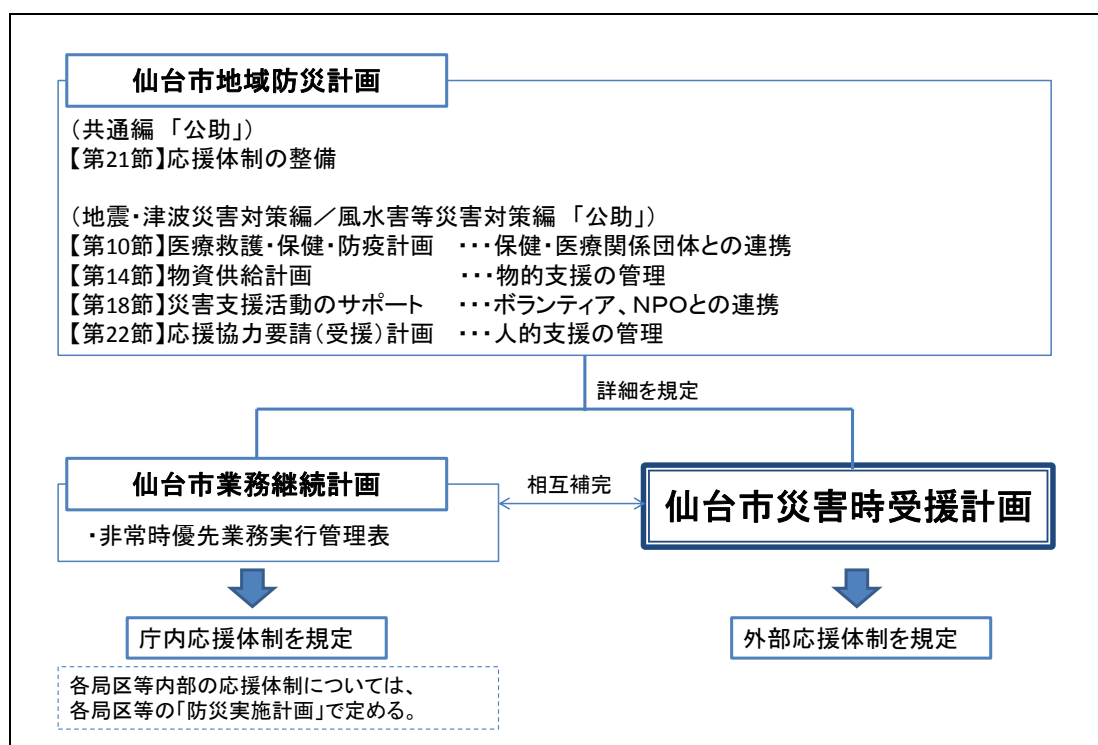 仙台市地域防災計画
(共通編 「公助」)
【第21節】応援体制の整備
(地震・津波災害対策編/風水害等災害対策編 「公助」)
【第10節】医療救護・保健・防疫計画 ・・・保健・医療関係団体との連携
【第14節】物資供給計画 ・・・物的支援の管理
【第18節】災害支援活動のサポート ・・・ボランティア、NPOとの連携
【第22節】応援協力要請(受援)計画 ・・・人的支援の管理
詳細を規定
仙台市業務継続計画
・非常時優先業務実行管理表
相互補完
仙台市災害時受援計画
庁内応援体制を規定
外部応援体制を規定
各局区等内部の応援体制については、
各局区等の「防災実施計画」で定める。